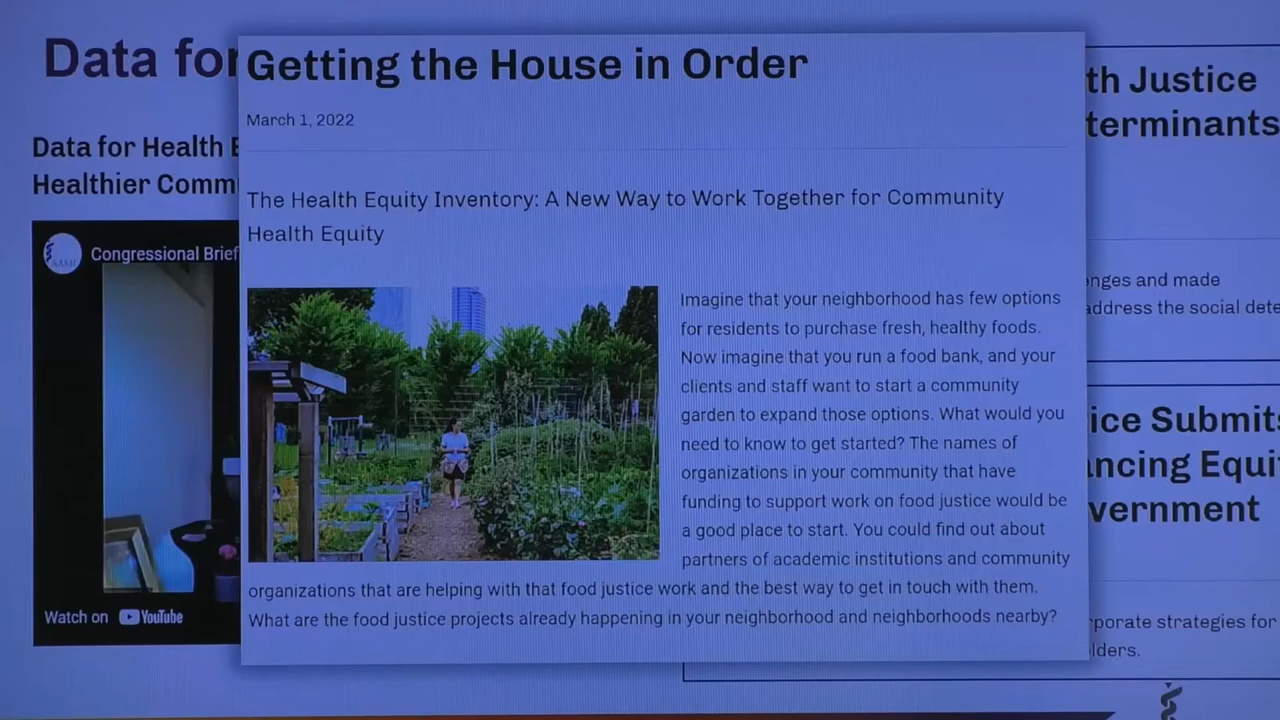 Data for
Data for Health E
Healthier Comm
Congressional Brief
Watch on YouTube
Getting the House in Order
March 1, 2022
The Health Equity Inventory: A New Way to Work Together for Community
Health Equity
Imagine that your neighborhood has few options
for residents to purchase fresh, healthy foods.
Now imagine that you run a food bank, and your
clients and staff want to start a community
garden to expand those options. What would you
need to know to get started? The names of
organizations in your community that have
funding to support work on food justice would be
a good place to start. You could find out about
partners of academic institutions and community
organizations that are helping with that food justice work and the best way to get in touch with them.
What are the food justice projects already happening in your neighborhood and neighborhoods nearby?
th Justice
terminants
enges and made
address the social dete
ice Submits
ancing Equi
vernment
rporate strategies for
lders.